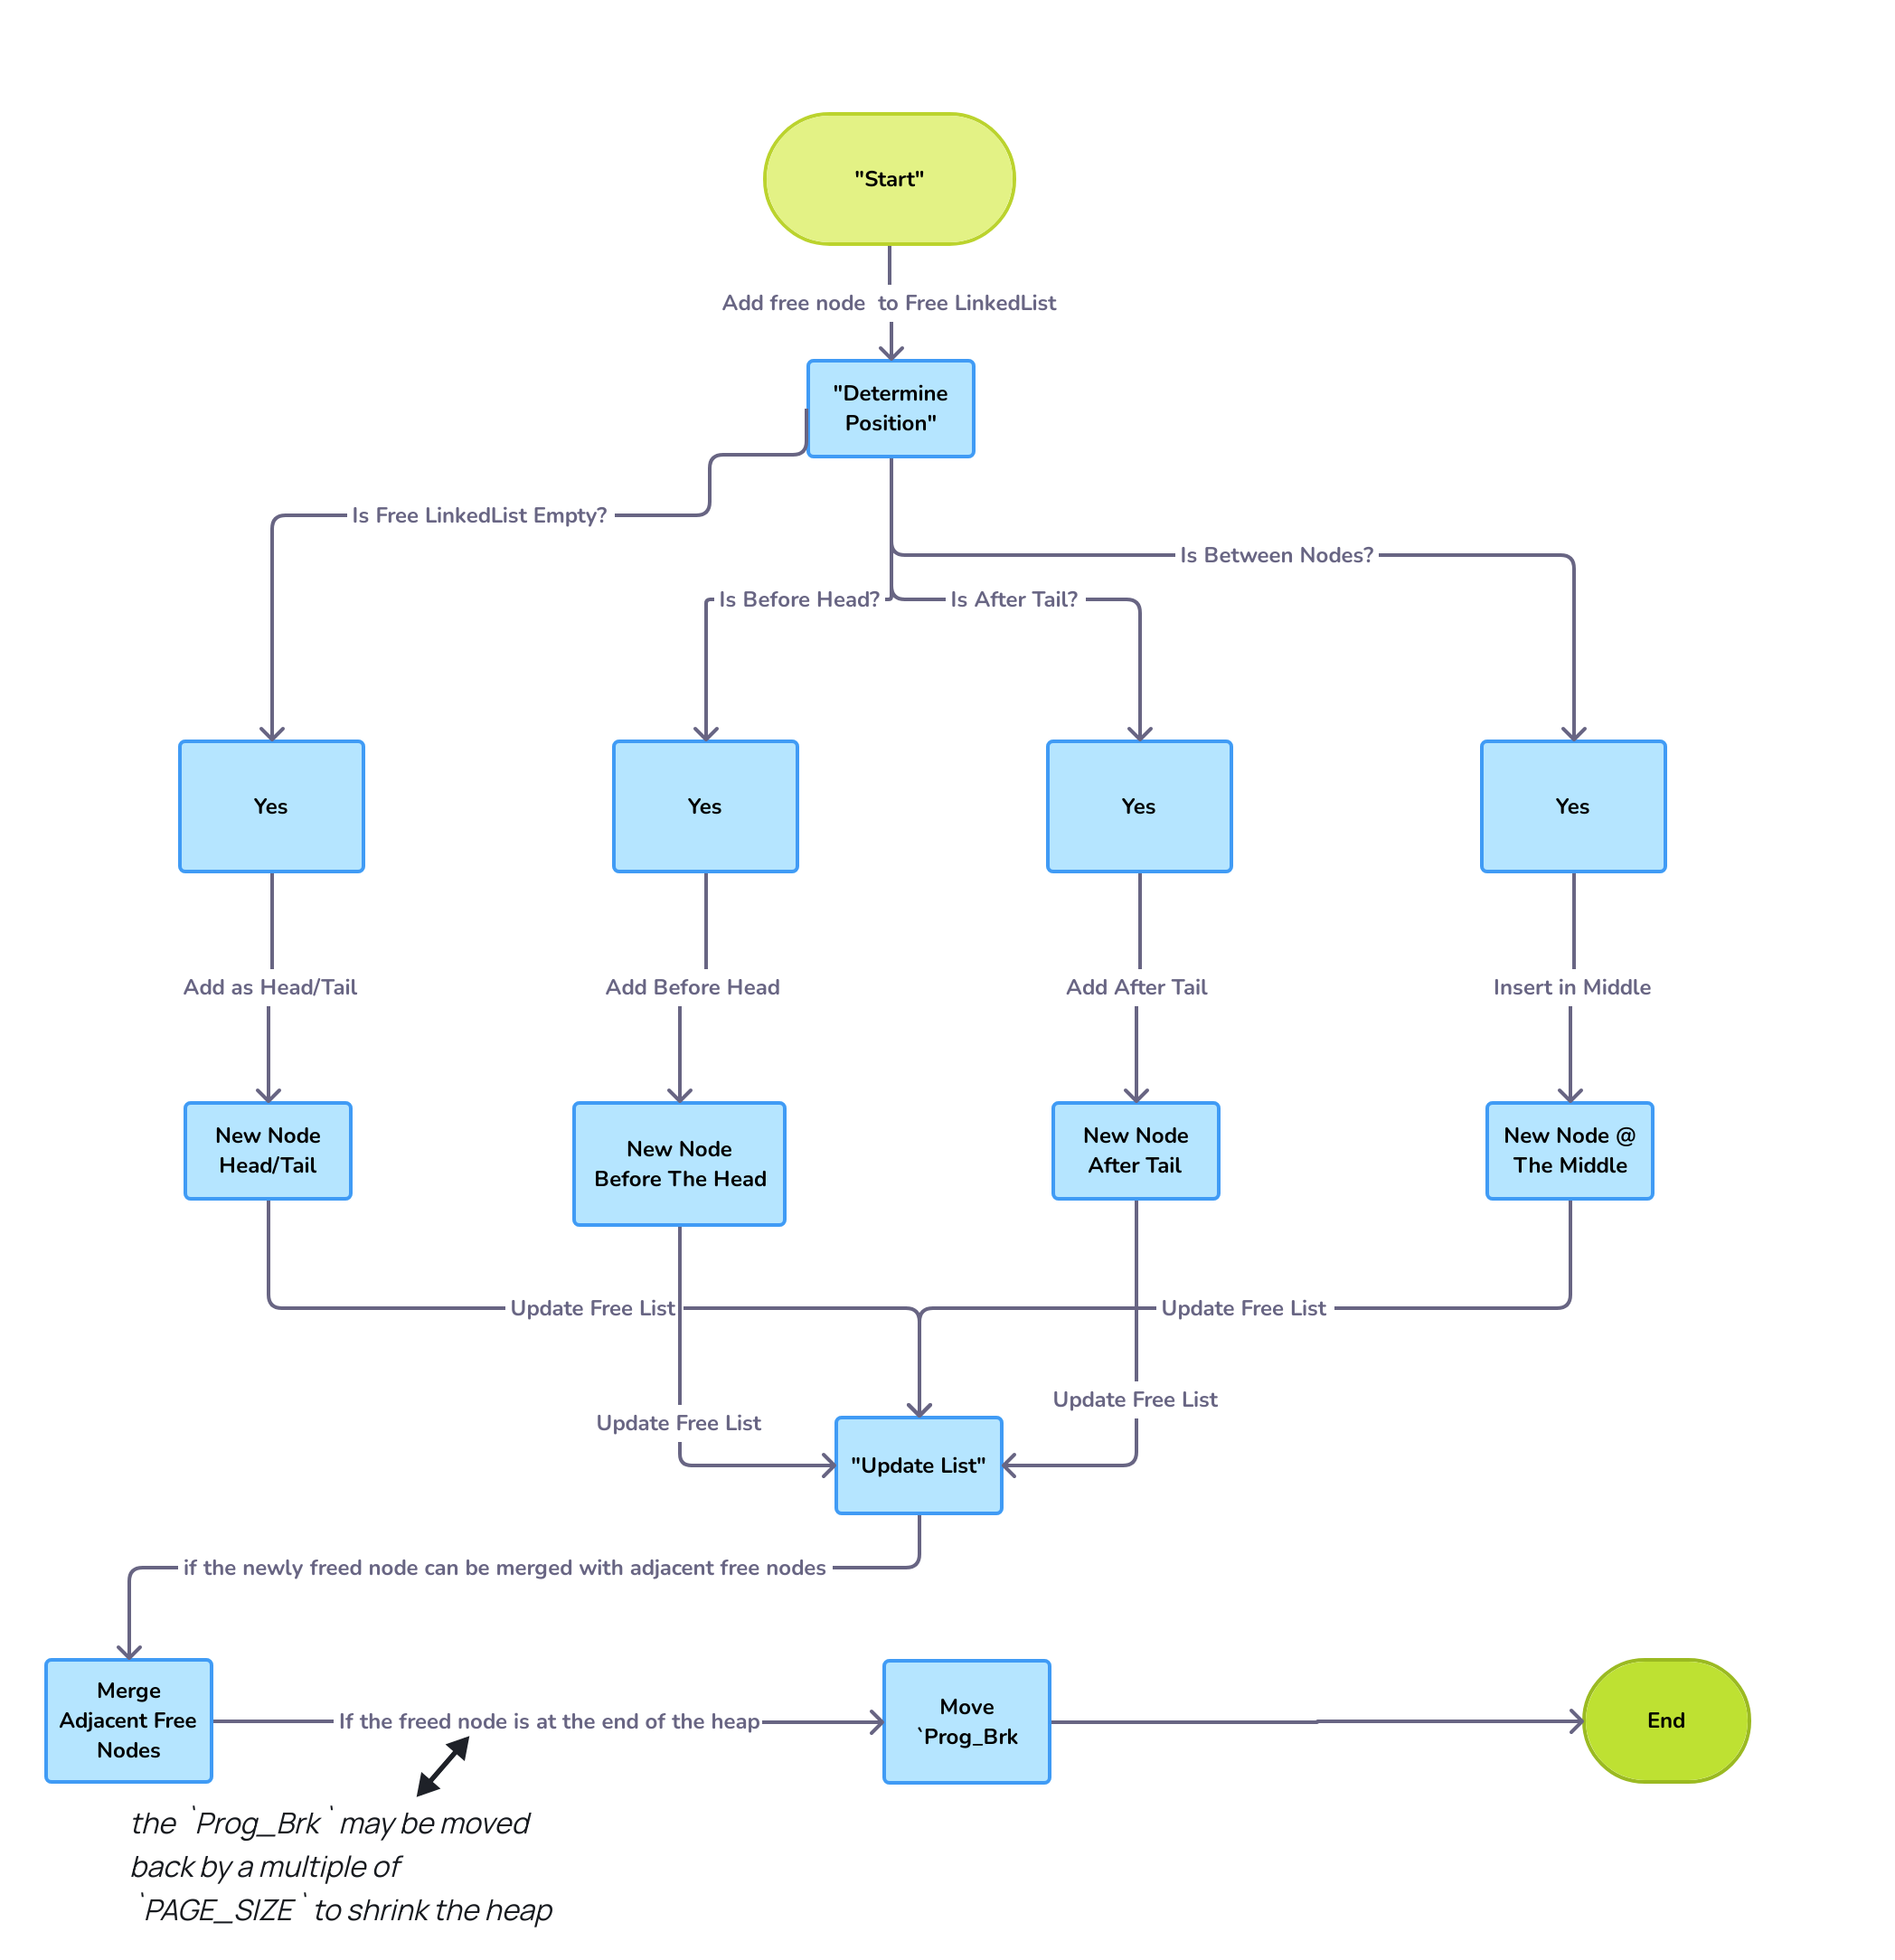 "Start"
Add free node  to Free LinkedList
"Determine
Position"
Is Free LinkedList Empty?
Is Between Nodes?
Is Before Head?
Is After Tail?
Yes
Yes
Yes
Yes
Add as Head/Tail
Add Before Head
Add After Tail
Insert in Middle
New Node
Head/Tail
New Node
Before The Head
New Node
After Tail
New Node @
The Middle
Update Free List
Update Free List
Update Free List
Update Free List
"Update List"
if the newly freed node can be merged with adjacent free nodes
Merge
Adjacent Free
Nodes
If the freed node is at the end of the heap
Move
`Prog_Brk
End
the `Prog_Brk` may be moved
back by a multiple of
`PAGE_SIZE` to shrink the heap